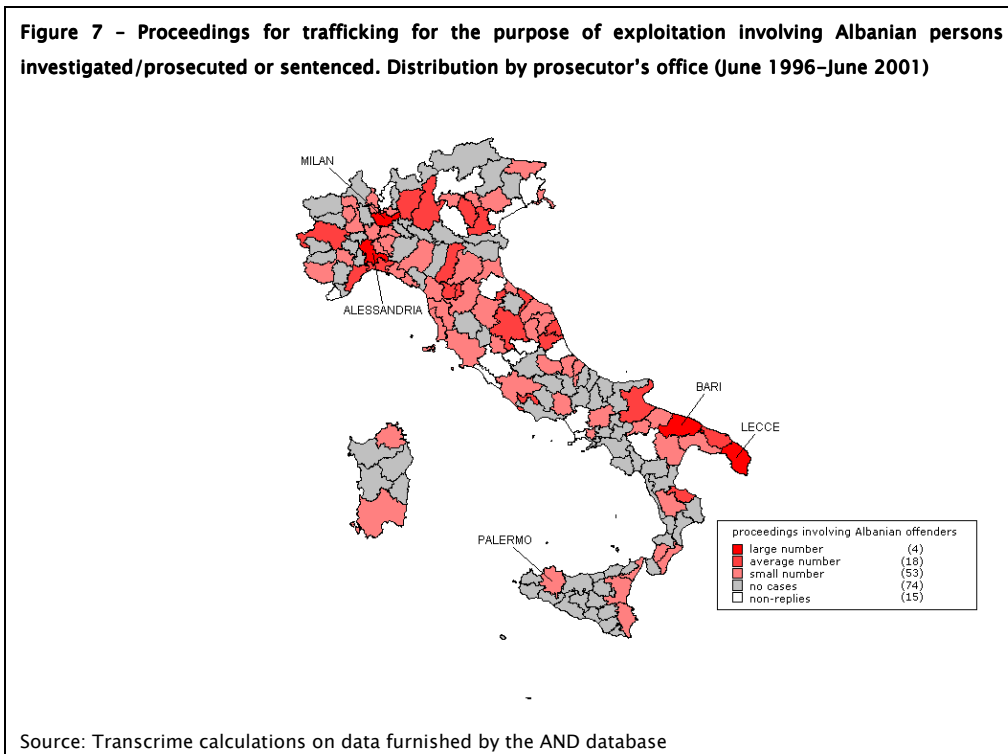 Figure 7 – Proceedings for trafficking for the purpose of exploitation involving Albanian persons
investigated/prosecuted or sentenced. Distribution by prosecutor's office (June 1996–June 2001)
MILAN
ALESSANDRIA
BARI
LECCE
PALERMO
proceedings involving Albanian offenders
large number (4)
average number (18)
small number (53)
no cases (74)
non-replies (15)
Source: Transcrime calculations on data furnished by the AND database